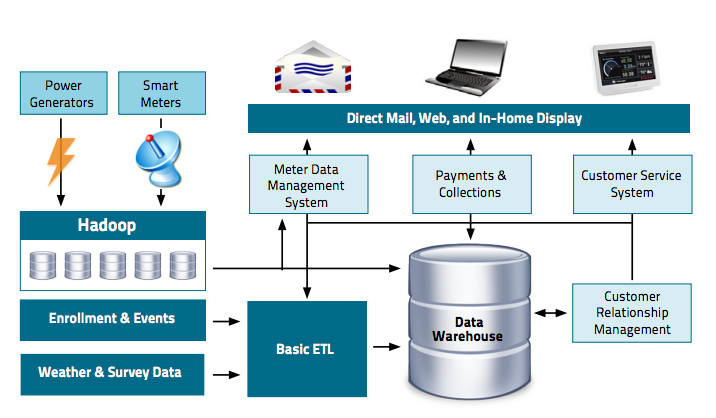 Power
Generators
Smart
Meters
Direct Mail, Web, and In-Home Display
Meter Data
Management
System
Payments &
Collections
Customer Service
System
Hadoop
Enrollment & Events
Weather & Survey Data
Basic ETL
Data
Warehouse
Customer
Relationship
Management